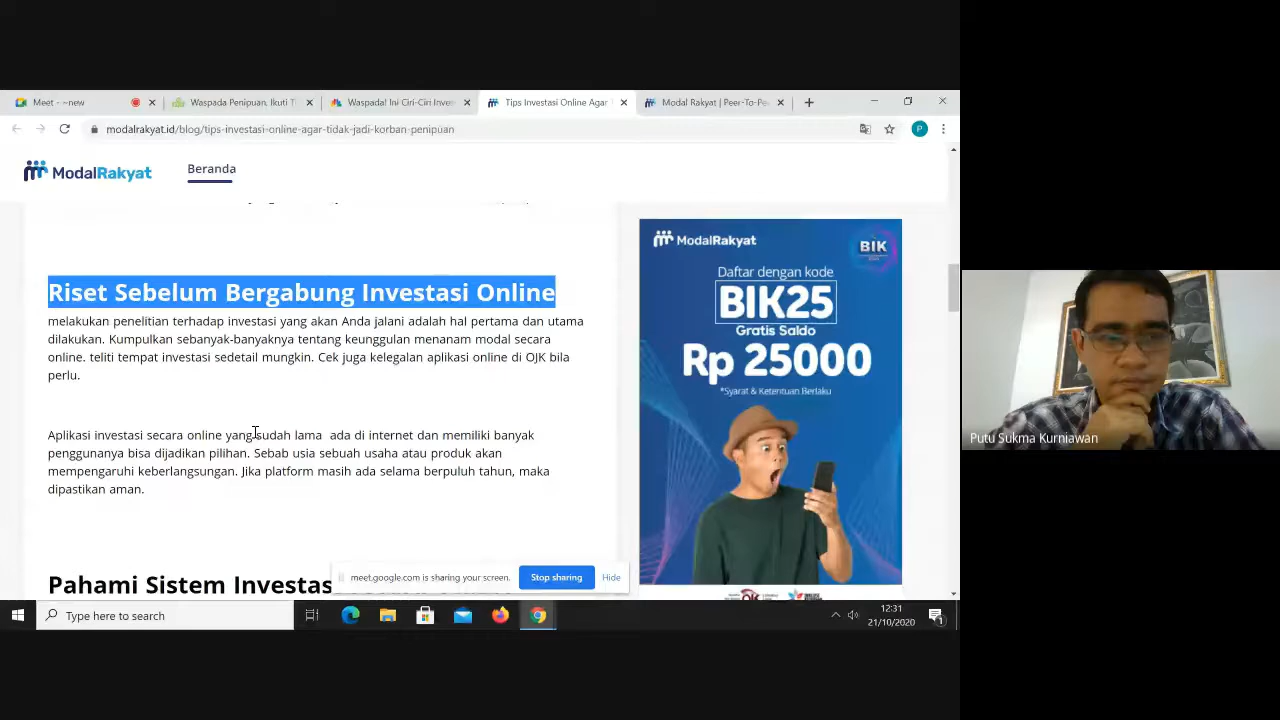 Meet - ~new
Waspada Penipuan. Ikuti T
Waspada! Ini Ciri-Ciri Inves
Tips Investasi Online Agar
Modal Rakyat | Peer-To-Pe
modalrakyat.id/blog/tips-investasi-online-agar-tidak-jadi-korban-penipuan
P
ModalRakyat
Beranda
Riset Sebelum Bergabung Investasi Online
melakukan penelitian terhadap investasi yang akan Anda jalani adalah hal pertama dan utama
dilakukan. Kumpulkan sebanyak-banyaknya tentang keunggulan menanam modal secara
online. teliti tempat investasi sedetail mungkin. Cek juga kelegalan aplikasi online di OJK bila
perlu.
Aplikasi investasi secara online yang sudah lama ada di internet dan memiliki banyak
penggunanya bisa dijadikan pilihan. Sebab usia sebuah usaha atau produk akan
mempengaruhi keberlangsungan. Jika platform masih ada selama berpuluh tahun, maka
dipastikan aman.
Pahami Sistem Investas
ModalRakyat
BIK
Daftar dengan kode
BIK25
Gratis Saldo
Rp 25000
*Syarat & Ketentuan Berlaku
meet.google.com is sharing your screen.
Stop sharing
Hide
Type here to search
12:31
21/10/2020
1
Putu Sukma Kurniawan